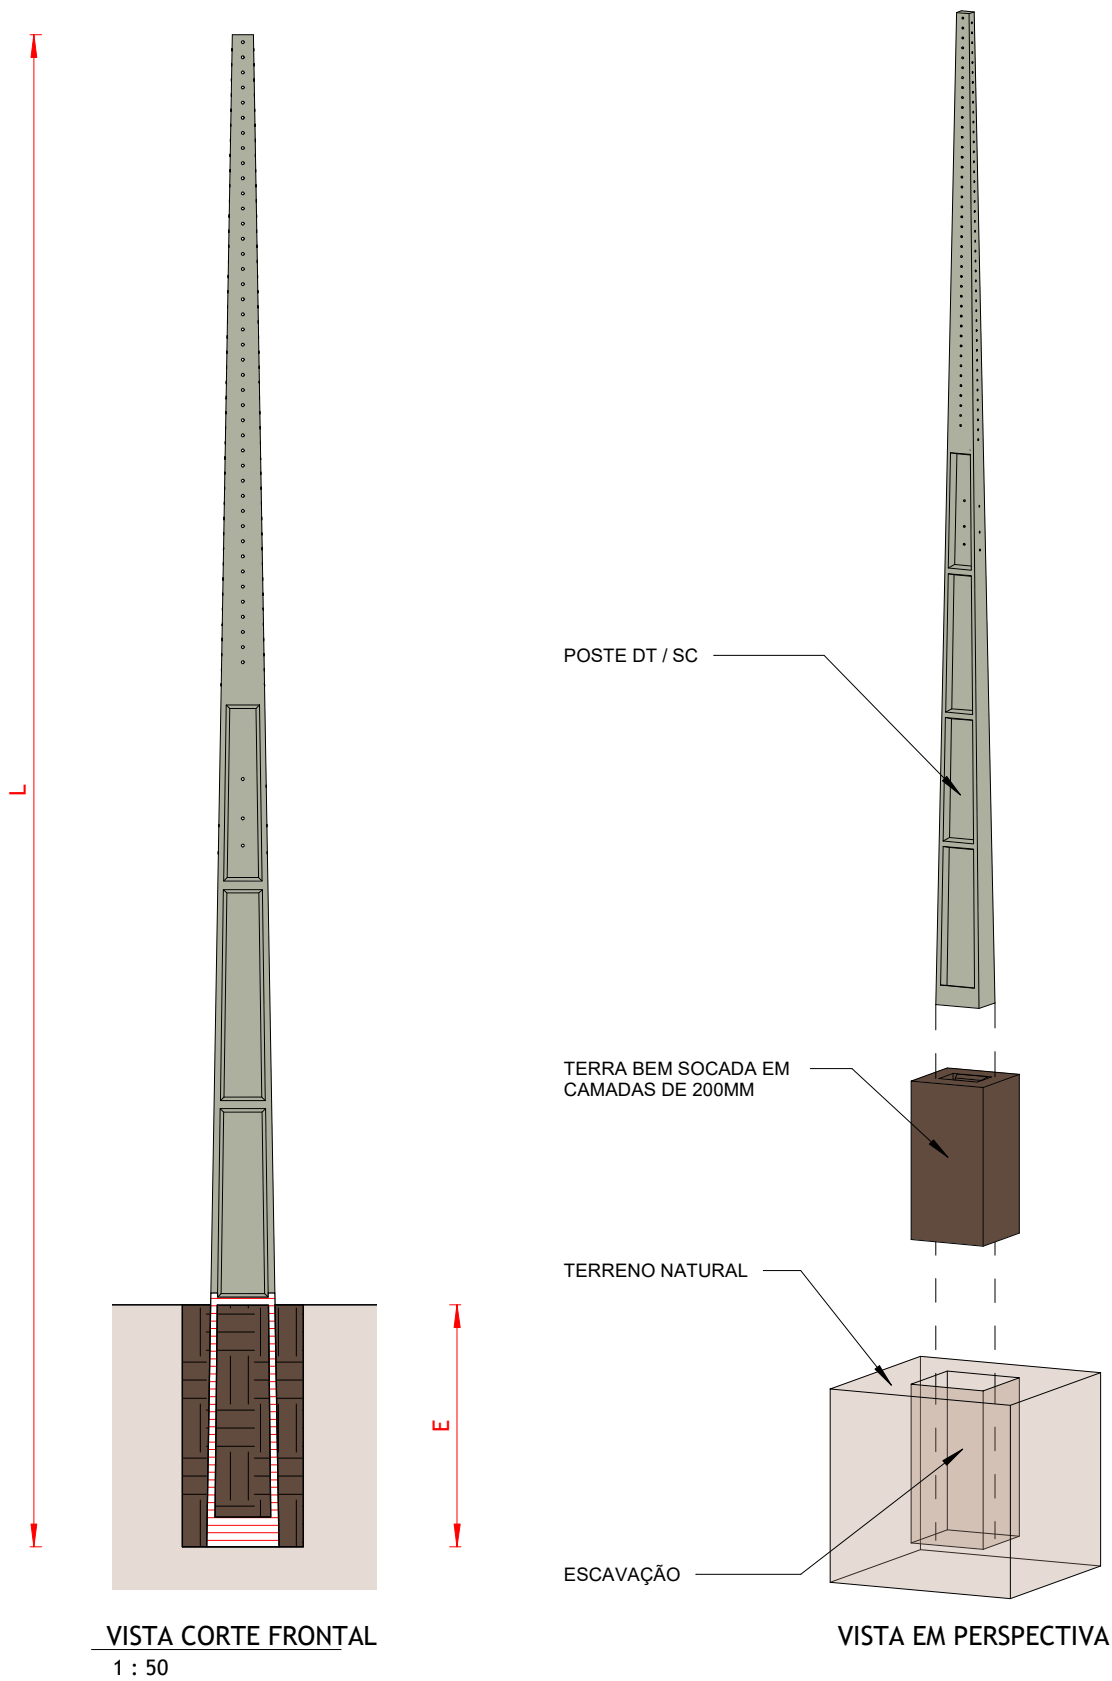 L
E
POSTE DT / SC
TERRA BEM SOCADA EM
CAMADAS DE 200MM
TERRENO NATURAL
ESCAVAÇÃO
VISTA CORTE FRONTAL
1 : 50
VISTA EM PERSPECTIVA